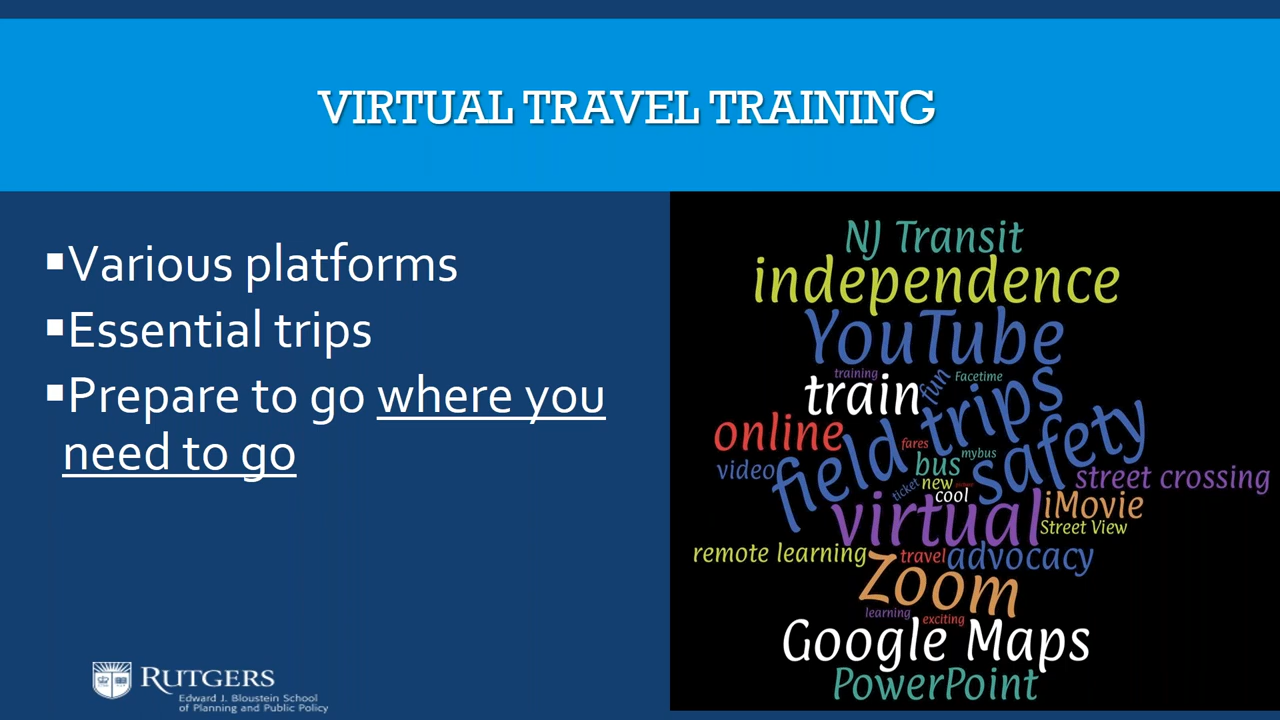 VIRTUAL TRAVEL TRAINING
▪Various platforms
▪Essential trips
▪Prepare to go where you
need to go
NJ Transit
independence
YouTube
training
fun
Facetime
train
field trips
online
fares
safety
video
bus
mybus
street crossing
ticket
new
cool
virtual
iMovie
Street View
remote learning
travel
advocacy
Zoom
learning
exciting
Google Maps
PowerPoint
RUTGERS
Edward J. Bloustein School
of Planning and Public Policy